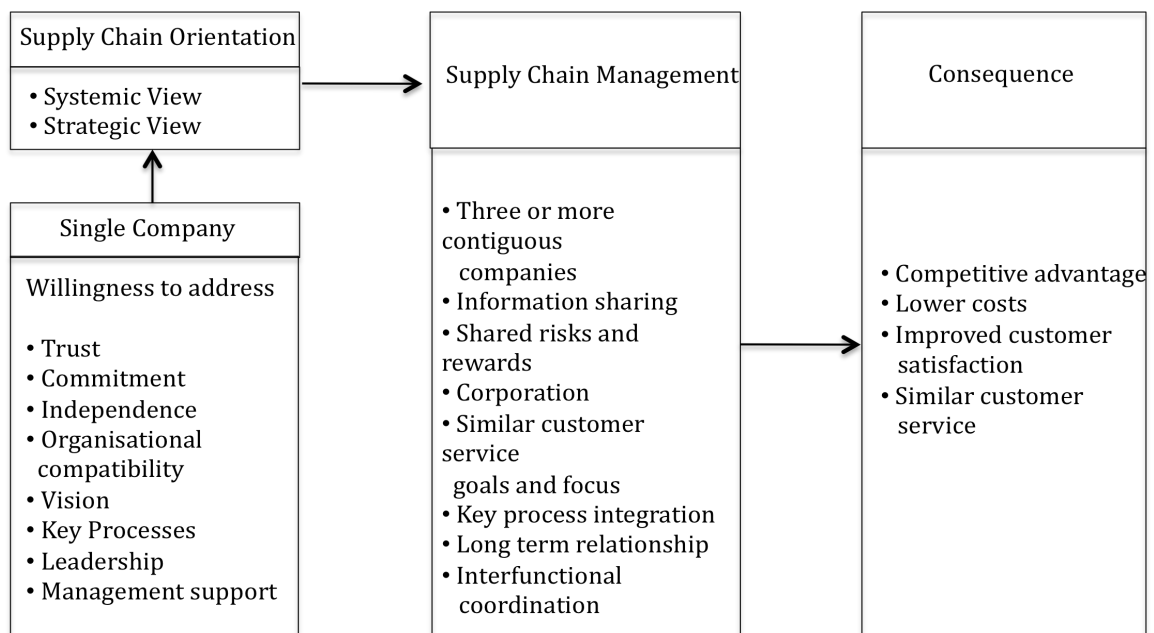 Supply Chain Orientation
• Systemic View
• Strategic View
Single Company
Willingness to address
• Trust
• Commitment
• Independence
• Organisational
compatibility
• Vision
• Key Processes
• Leadership
• Management support
Supply Chain Management
• Three or more
contiguous
companies
• Information sharing
• Shared risks and
rewards
• Corporation
• Similar customer
service
goals and focus
• Key process integration
• Long term relationship
• Interfunctional
coordination
Consequence
• Competitive advantage
• Lower costs
• Improved customer
satisfaction
• Similar customer
service